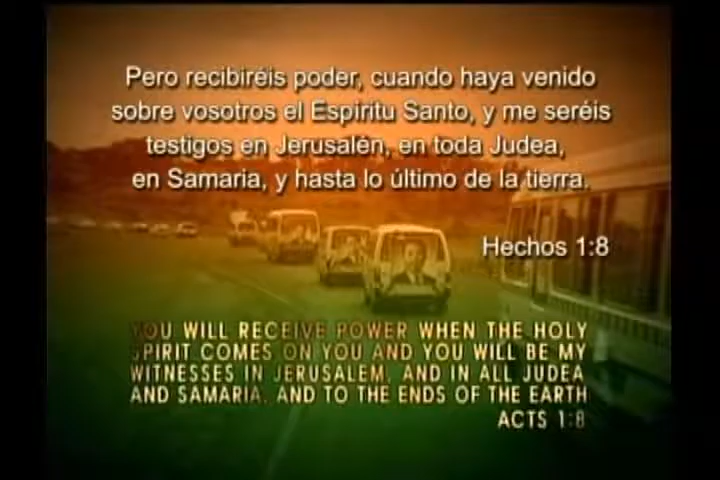 Pero recibiréis poder, cuando haya venido
sobre vosotros el Espíritu Santo, y me seréis
testigos en Jerusalén, en toda Judea,
en Samaria, y hasta lo último de la tierra.
Hechos 1:8
YOU WILL RECEIVE POWER WHEN THE HOLY
SPIRIT COMES ON YOU AND YOU WILL BE MY
WITNESSES IN JERUSALEM, AND IN ALL JUDEA
AND SAMARIA, AND TO THE ENDS OF THE EARTH
ACTS 1:8